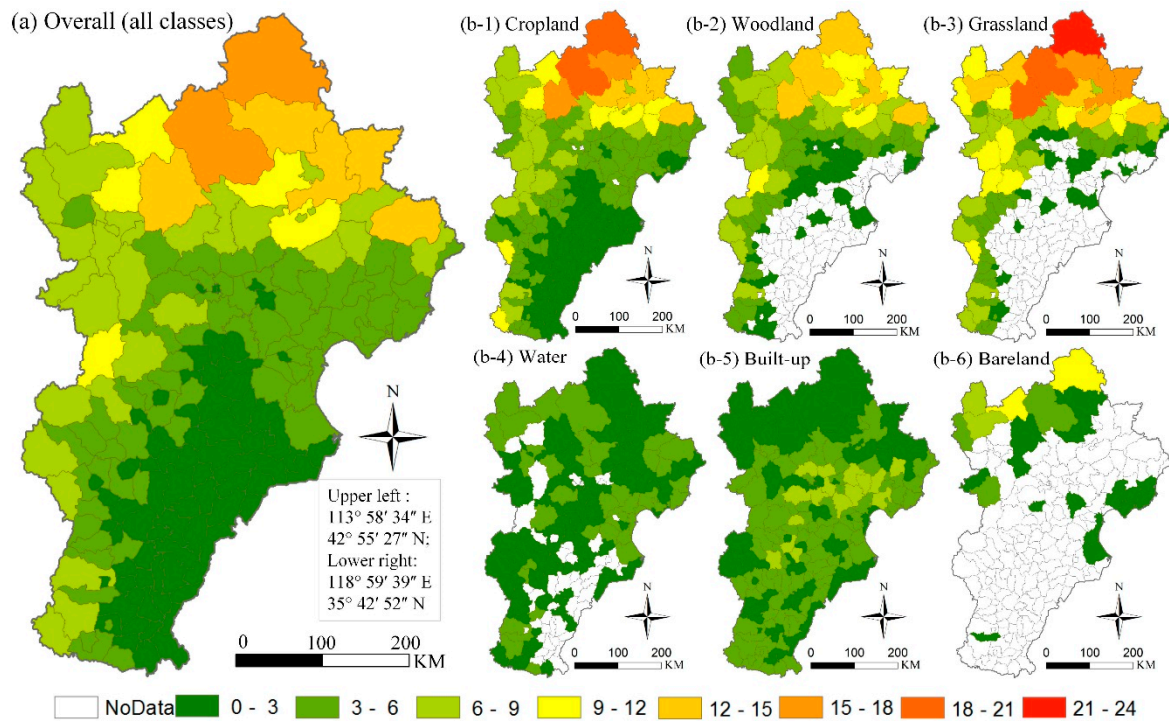 (a) Overall (all classes)
(b-1) Cropland
(b-2) Woodland
(b-3) Grassland
N
0 100 200
KM
N
0 100 200
KM
N
0 100 200
KM
(b-4) Water
(b-5) Built-up
(b-6) Bareland
N
Upper left :
113° 58′ 34″ E
42° 55′ 27″ N;
Lower right:
118° 59′ 39″ E
35° 42′ 52″ N
0 100 200
KM
N
0 100 200
KM
N
0 100 200
KM
N
0 100 200
KM
NoData 0 - 3 3 - 6 6 - 9 9 - 12 12 - 15 15 - 18 18 - 21 21 - 24